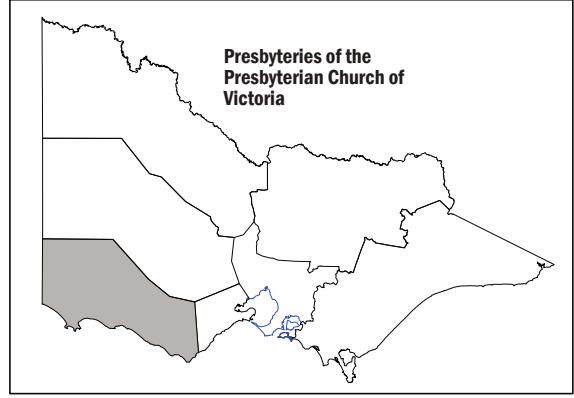 Presbyteries of the
Presbyterian Church of
Victoria